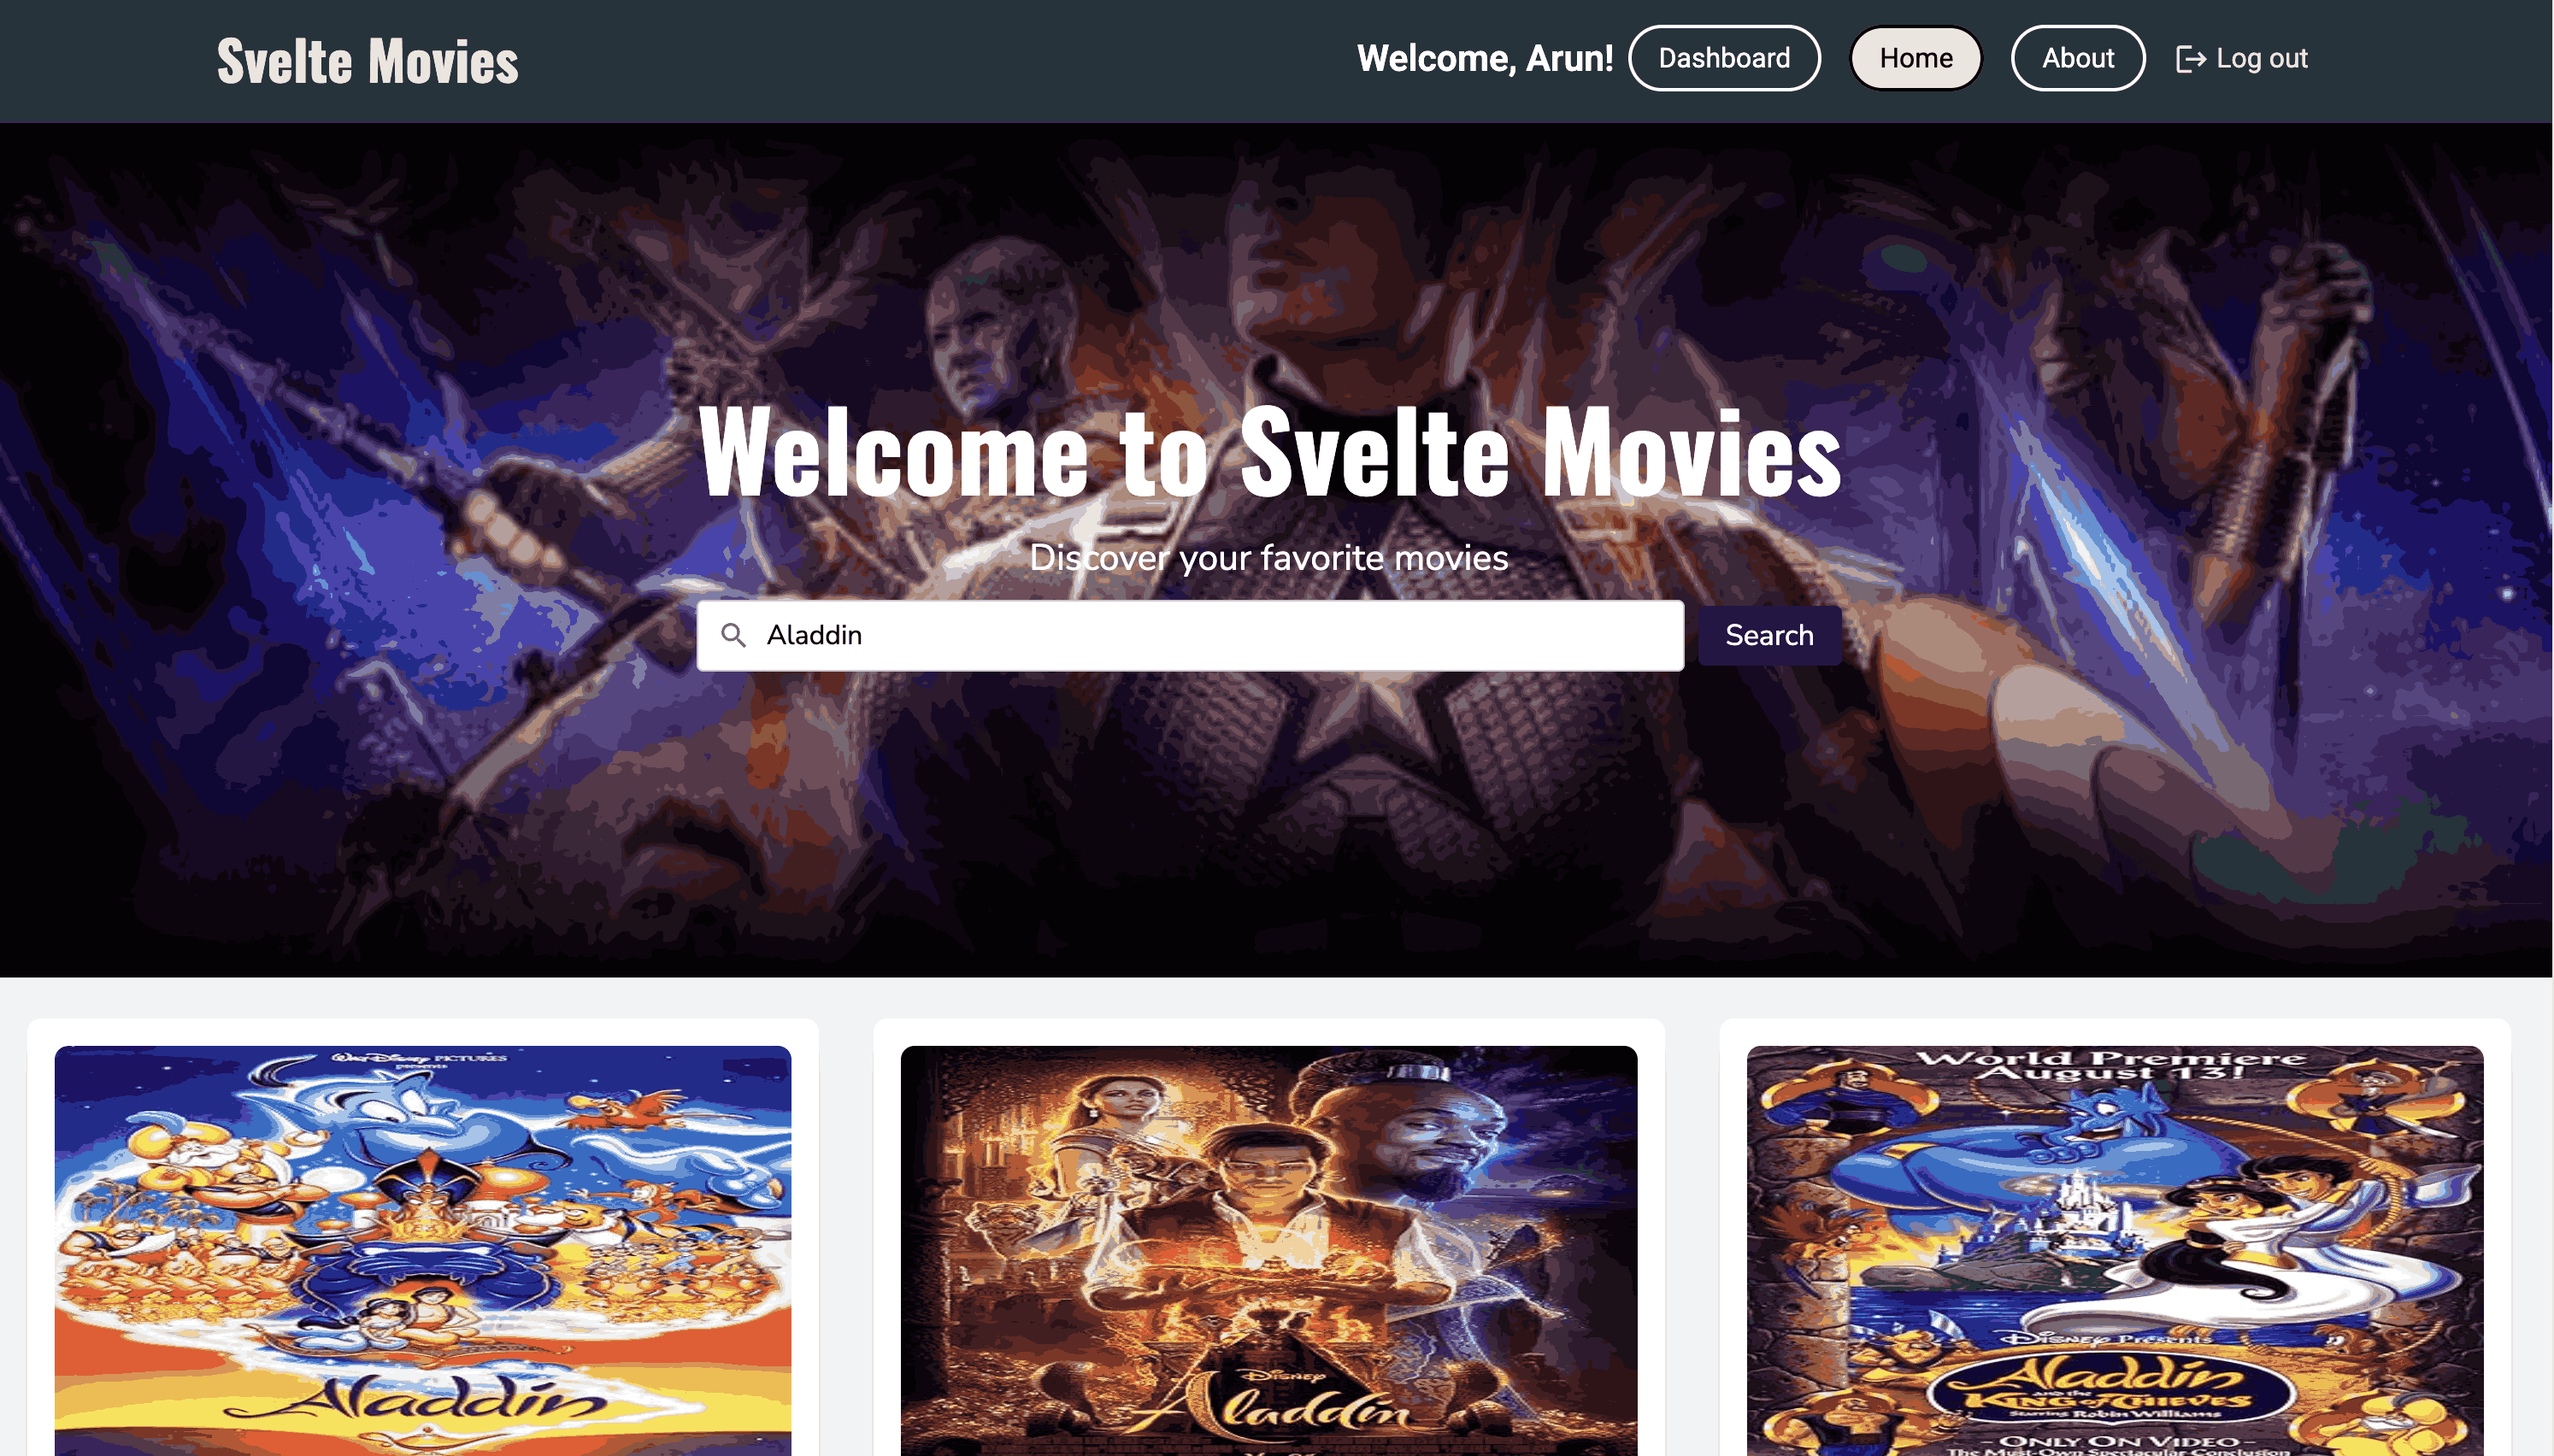 Svelte Movies
Welcome, Arun!
Dashboard
Home
About
Log out
Welcome to Svelte Movies
Discover your favorite movies
Aladdin
Search
Walt Disney PICTURES
presents
Aladdin
DISNEY
Aladdin
World Premiere
August 13!
DISNEY Presents
Aladdin
and the
KING of THIEVES
Starring Robin Williams
ONLY ON VIDEO–
The Must-Own Spectacular Conclusion